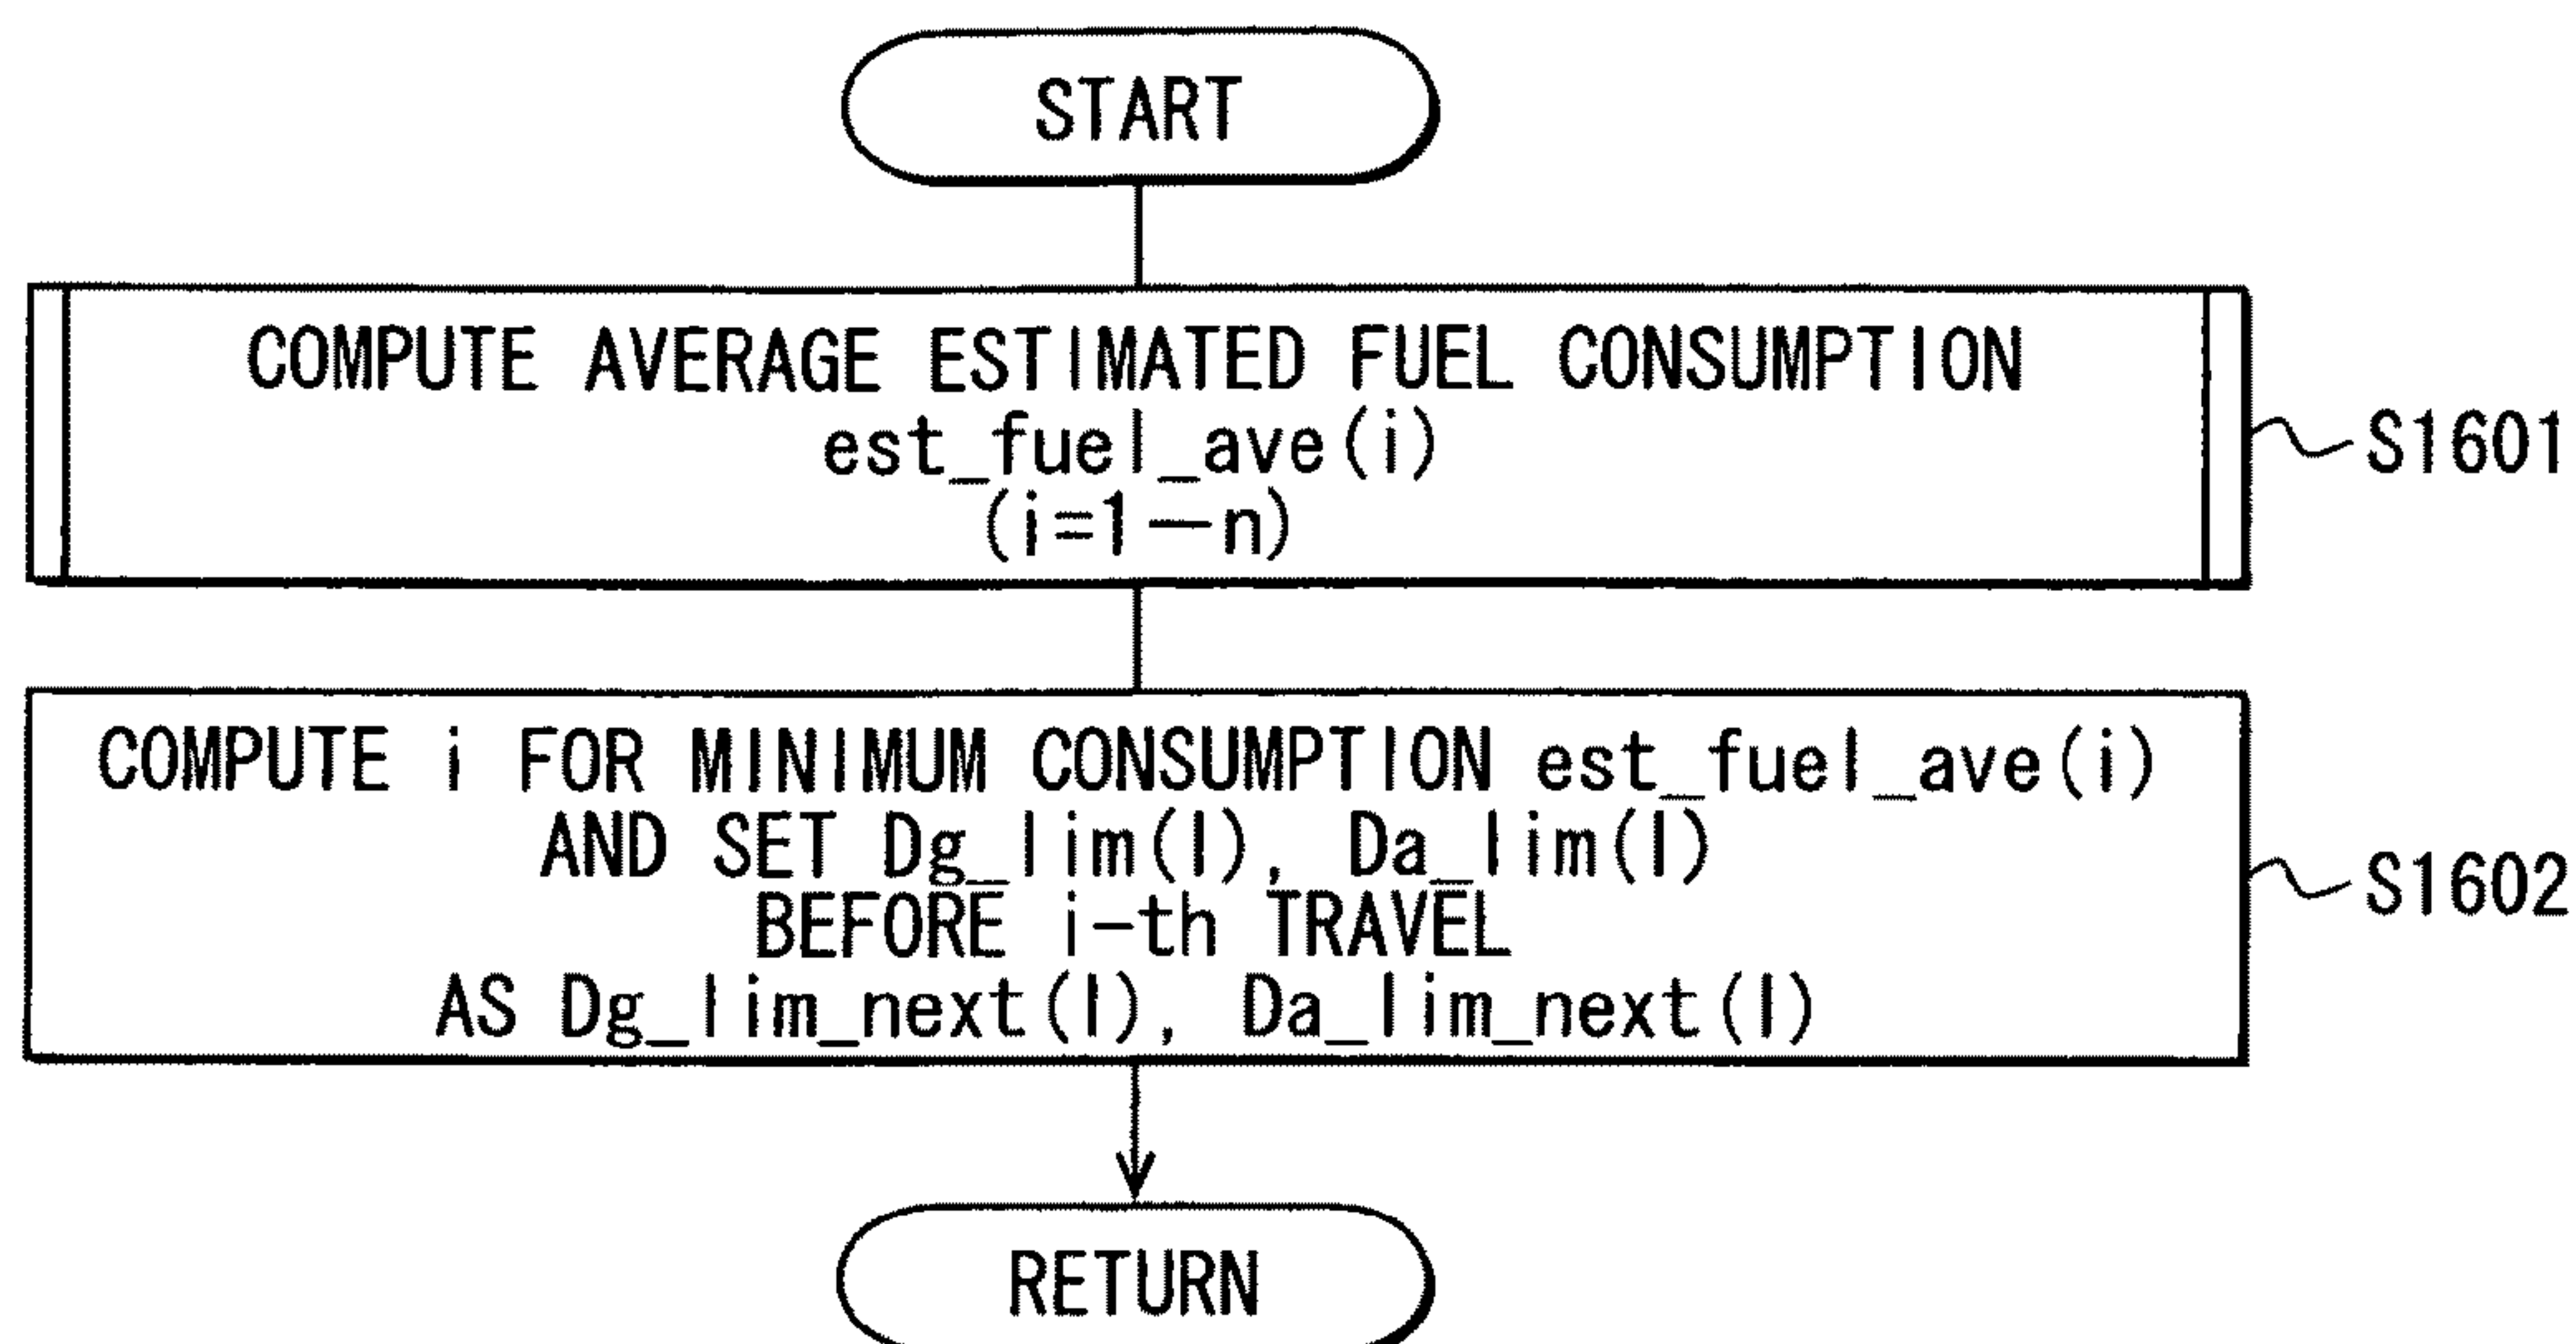 START
COMPUTE AVERAGE ESTIMATED FUEL CONSUMPTION
est_fuel_ave(i)
(i=1—n)
S1601
COMPUTE i FOR MINIMUM CONSUMPTION est_fuel_ave(i)
AND SET Dg_lim(I), Da_lim(I)
BEFORE i-th TRAVEL
AS Dg_lim_next(I), Da_lim_next(I)
S1602
RETURN